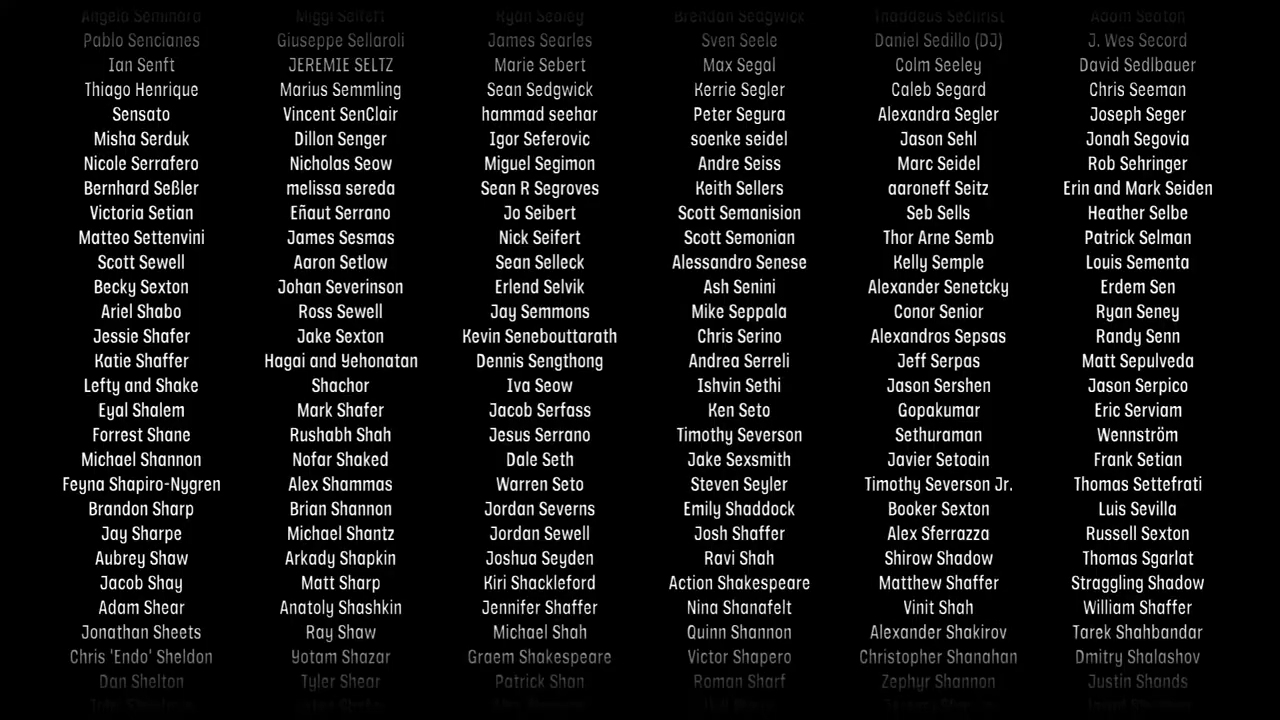 Angela Seminara Miggi Seifert Ryan Sealey Brendan Sedgwick Thaddeus Sechrist Adam Seaton
Pablo Sencianes Giuseppe Sellaroli James Searles Sven Seele Daniel Sedillo (DJ) J. Wes Secord
Ian Senft JEREMIE SELTZ Marie Sebert Max Segal Colm Seeley David Sedlbauer
Thiago Henrique Marius Semmling Sean Sedgwick Kerrie Segler Caleb Segard Chris Seeman
Sensato Vincent SenClair hammad seehar Peter Segura Alexandra Segler Joseph Seger
Misha Serduk Dillon Senger Igor Seferovic soenke seidel Jason Sehl Jonah Segovia
Nicole Serrafero Nicholas Seow Miguel Segimon Andre Seiss Marc Seidel Rob Sehringer
Bernhard Seßler melissa sereda Sean R Segroves Keith Sellers aaroneff Seitz Erin and Mark Seiden
Victoria Setian Eñaut Serrano Jo Seibert Scott Semanision Seb Sells Heather Selbe
Matteo Settenvini James Sesmas Nick Seifert Scott Semonian Thor Arne Semb Patrick Selman
Scott Sewell Aaron Setlow Sean Selleck Alessandro Senese Kelly Semple Louis Sementa
Becky Sexton Johan Severinson Erlend Selvik Ash Senini Alexander Senetcky Erdem Sen
Ariel Shabo Ross Sewell Jay Semmons Mike Seppala Conor Senior Ryan Seney
Jessie Shafer Jake Sexton Kevin Senebouttarath Chris Serino Alexandros Sepsas Randy Senn
Katie Shaffer Hagai and Yehonatan Dennis Sengthong Andrea Serreli Jeff Serpas Matt Sepulveda
Lefty and Shake Shachor Iva Seow Ishvin Sethi Jason Sershen Jason Serpico
Eyal Shalem Mark Shafer Jacob Serfass Ken Seto Gopakumar Eric Serviam
Forrest Shane Rushabh Shah Jesus Serrano Timothy Severson Sethuraman Wennström
Michael Shannon Nofar Shaked Dale Seth Jake Sexsmith Javier Setoain Frank Setian
Feyna Shapiro-Nygren Alex Shammas Warren Seto Steven Seyler Timothy Severson Jr. Thomas Settefrati
Brandon Sharp Brian Shannon Jordan Severns Emily Shaddock Booker Sexton Luis Sevilla
Jay Sharpe Michael Shantz Jordan Sewell Josh Shaffer Alex Sferrazza Russell Sexton
Aubrey Shaw Arkady Shapkin Joshua Seyden Ravi Shah Shirow Shadow Thomas Sgarlat
Jacob Shay Matt Sharp Kiri Shackleford Action Shakespeare Matthew Shaffer Straggling Shadow
Adam Shear Anatoly Shashkin Jennifer Shaffer Nina Shanafelt Vinit Shah William Shaffer
Jonathan Sheets Ray Shaw Michael Shah Quinn Shannon Alexander Shakirov Tarek Shahbandar
Chris 'Endo' Sheldon Yotam Shazar Graem Shakespeare Victor Shapero Christopher Shanahan Dmitry Shalashov
Dan Shelton Tyler Shear Patrick Shan Roman Sharf Zephyr Shannon Justin Shands